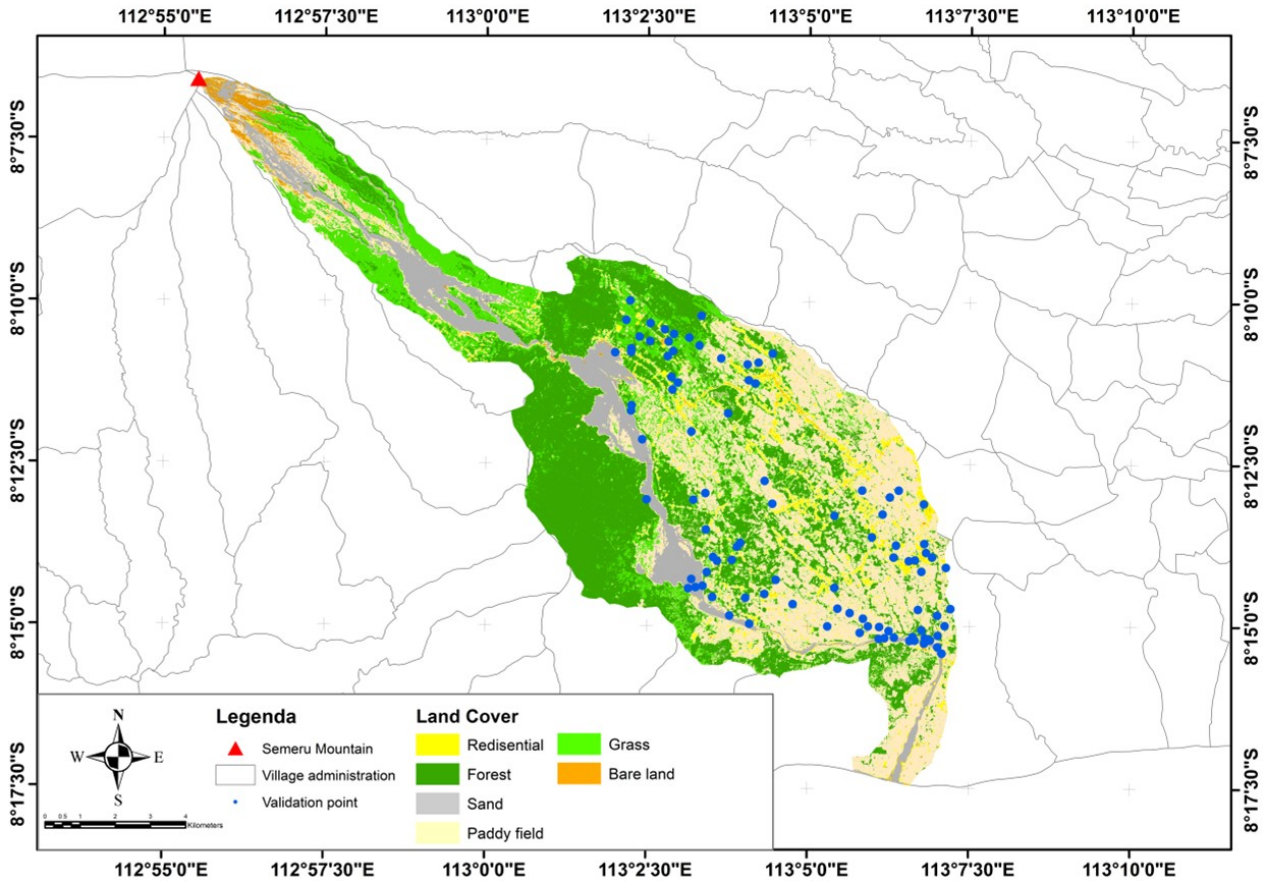 112°55'0"E 112°57'30"E 113°0'0"E 113°2'30"E 113°5'0"E 113°7'30"E 113°10'0"E
8°7'30"S 8°7'30"S
8°10'0"S 8°10'0"S
8°12'30"S 8°12'30"S
8°15'0"S 8°15'0"S
8°17'30"S 8°17'30"S
N
W E
S
0 0.5 1 2 3 4
Kilometers
Legenda
Semeru Mountain
Village administration
Validation point
Land Cover
Redisential
Forest
Sand
Paddy field
Grass
Bare land
112°55'0"E 112°57'30"E 113°0'0"E 113°2'30"E 113°5'0"E 113°7'30"E 113°10'0"E